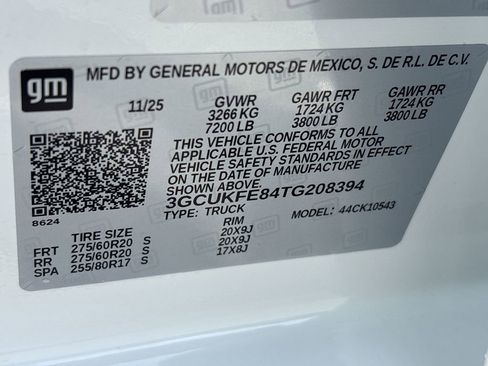 gm
MFD BY GENERAL MOTORS DE MEXICO, S. DE R.L. DE C.V.
11/25 GVWR GAWR FRT GAWR RR
3266 KG 1724 KG 1724 KG
7200 LB 3800 LB 3800 LB
THIS VEHICLE CONFORMS TO ALL
APPLICABLE U.S. FEDERAL MOTOR
VEHICLE SAFETY STANDARDS IN EFFECT
ON THE DATE OF MANUFACTURE
SHOWN ABOVE.
3GCUKFE84TG208394
8624
TYPE: TRUCK MODEL: 44CK10543
RIM
FRT 275/60R20 S 20X9J
RR 275/60R20 S 20X9J
SPA 255/80R17 S 17X8J